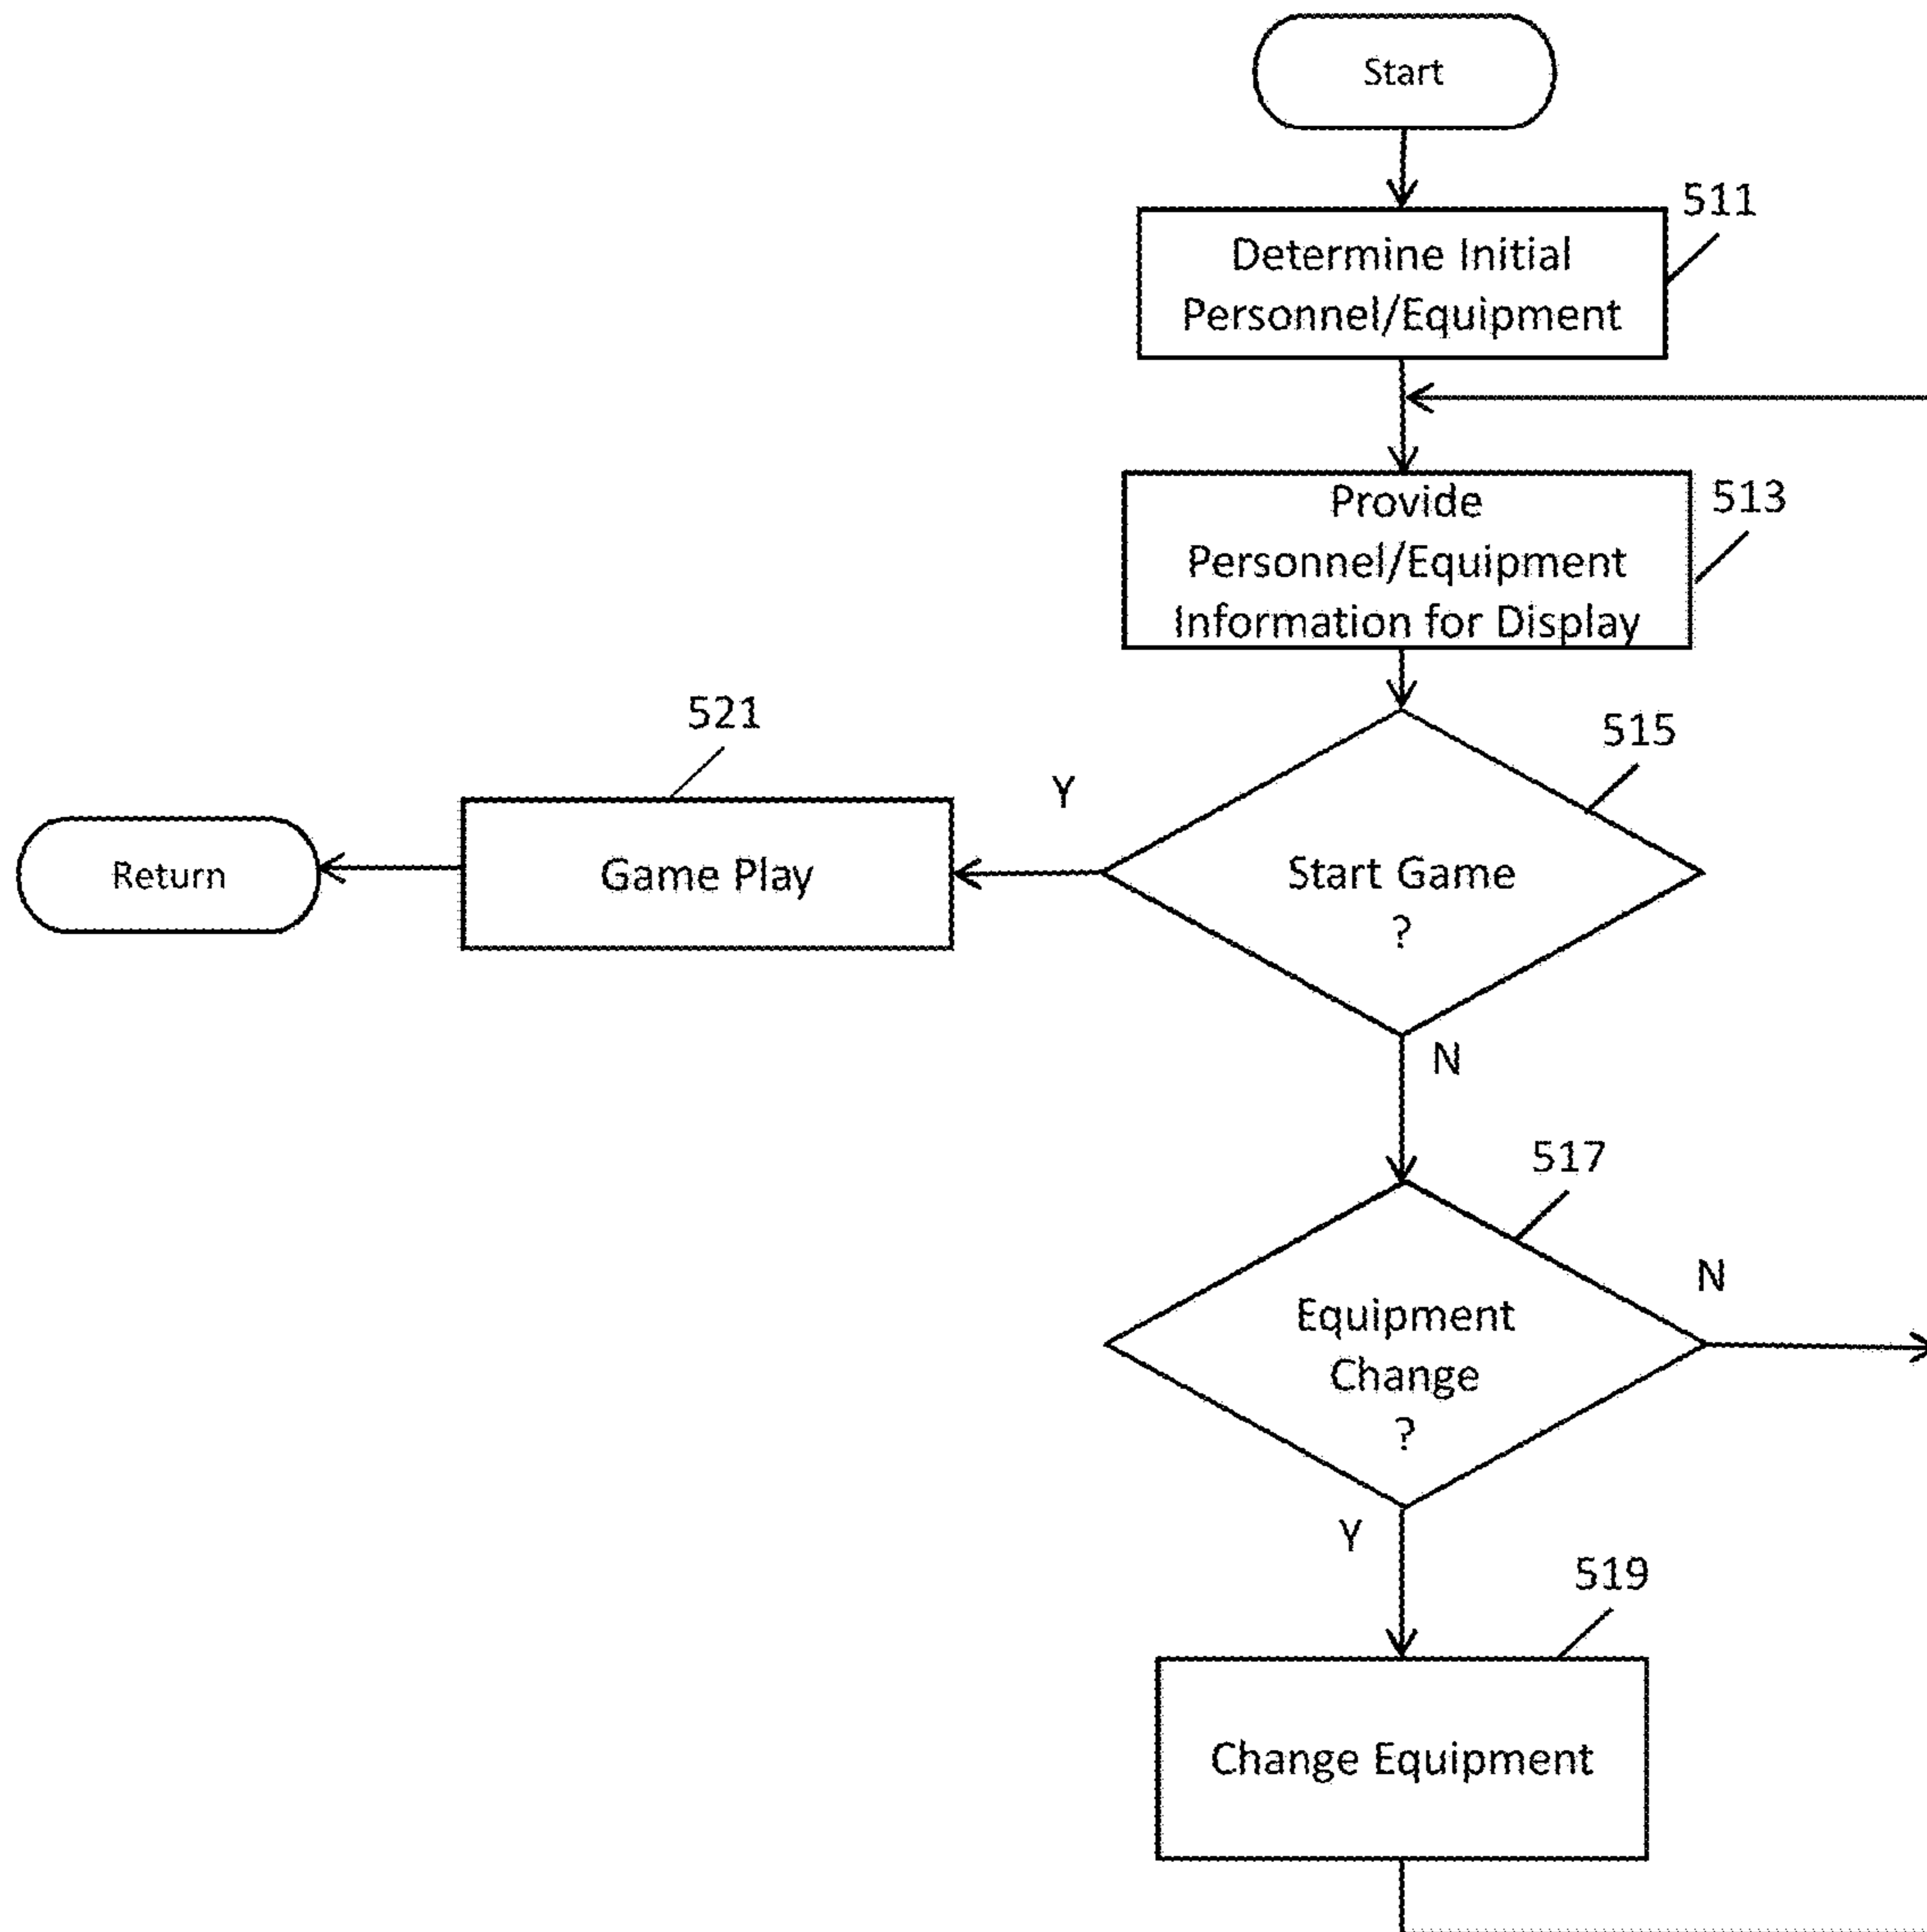 Start
511
Determine Initial
Personnel/Equipment
513
Provide
Personnel/Equipment
Information for Display
515
Start Game
?
Y
521
Game Play
Return
N
517
Equipment
Change
?
N
Y
519
Change Equipment